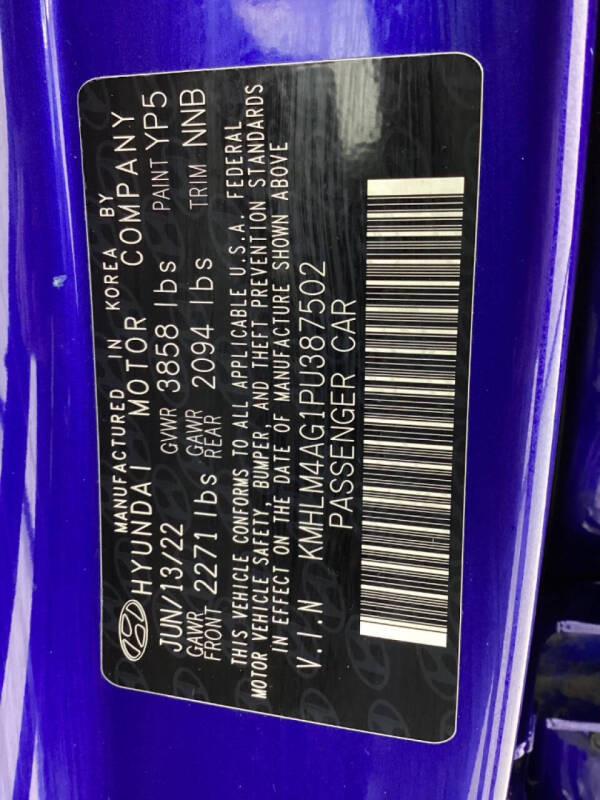 MANUFACTURED IN KOREA BY
HYUNDAI MOTOR COMPANY
JUN/13/22 GVWR 3858 lbs PAINT YP5
GAWR FRONT 2271 lbs GAWR REAR 2094 lbs TRIM NNB
THIS VEHICLE CONFORMS TO ALL APPLICABLE U.S.A. FEDERAL
MOTOR VEHICLE SAFETY, BUMPER, AND THEFT PREVENTION STANDARDS
IN EFFECT ON THE DATE OF MANUFACTURE SHOWN ABOVE
V.I.N KMHLM4AG1PU387502
PASSENGER CAR